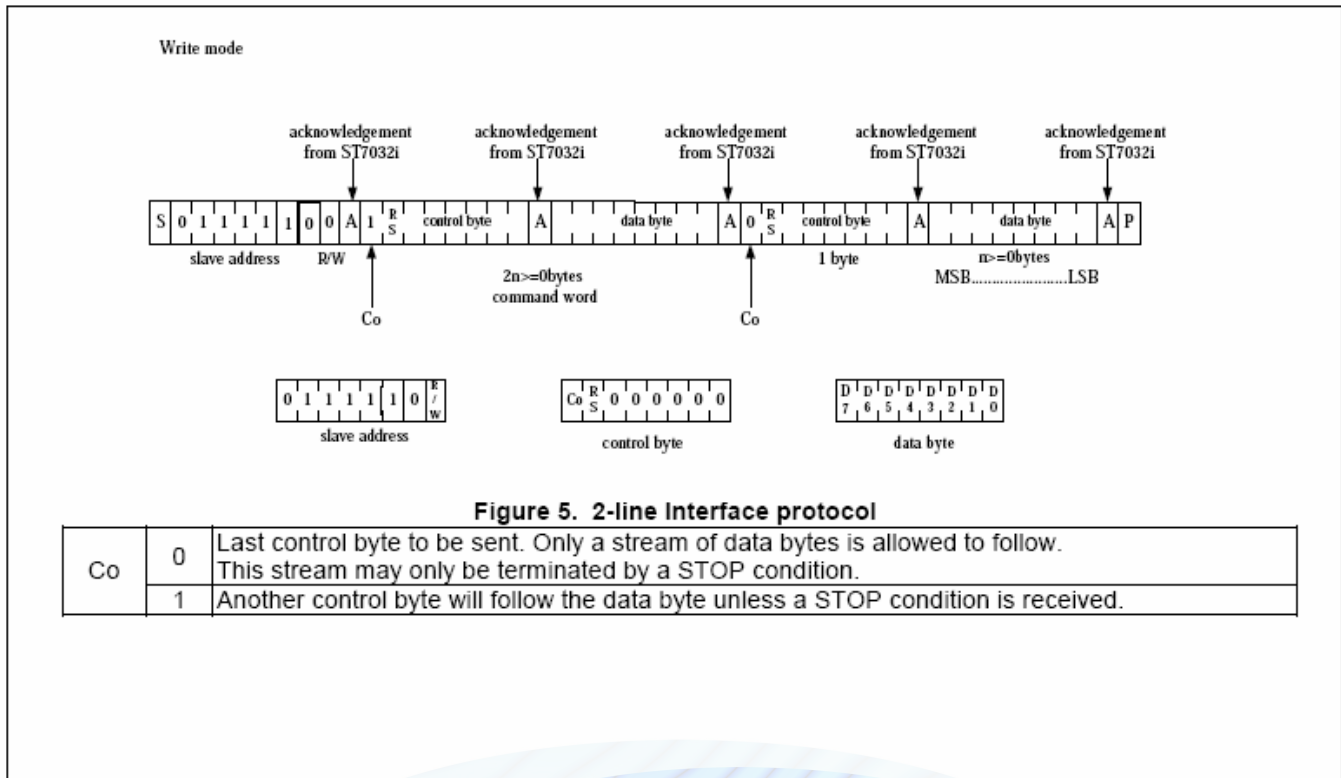 Write mode
acknowledgement acknowledgement acknowledgement acknowledgement acknowledgement
from ST7032i from ST7032i from ST7032i from ST7032i from ST7032i
S 0 1 1 1 1 1 0 0 A 1 RS control byte A data byte A 0 RS control byte A data byte A P
slave address R/W 2n>=0bytes 1 byte n>=0bytes
command word MSB........................LSB
Co Co
0 1 1 1 1 1 0 R/W Co RS 0 0 0 0 0 0 D7 D6 D5 D4 D3 D2 D1 D0
slave address control byte data byte
Figure 5. 2-line Interface protocol
Co 0 Last control byte to be sent. Only a stream of data bytes is allowed to follow.
This stream may only be terminated by a STOP condition.
1 Another control byte will follow the data byte unless a STOP condition is received.